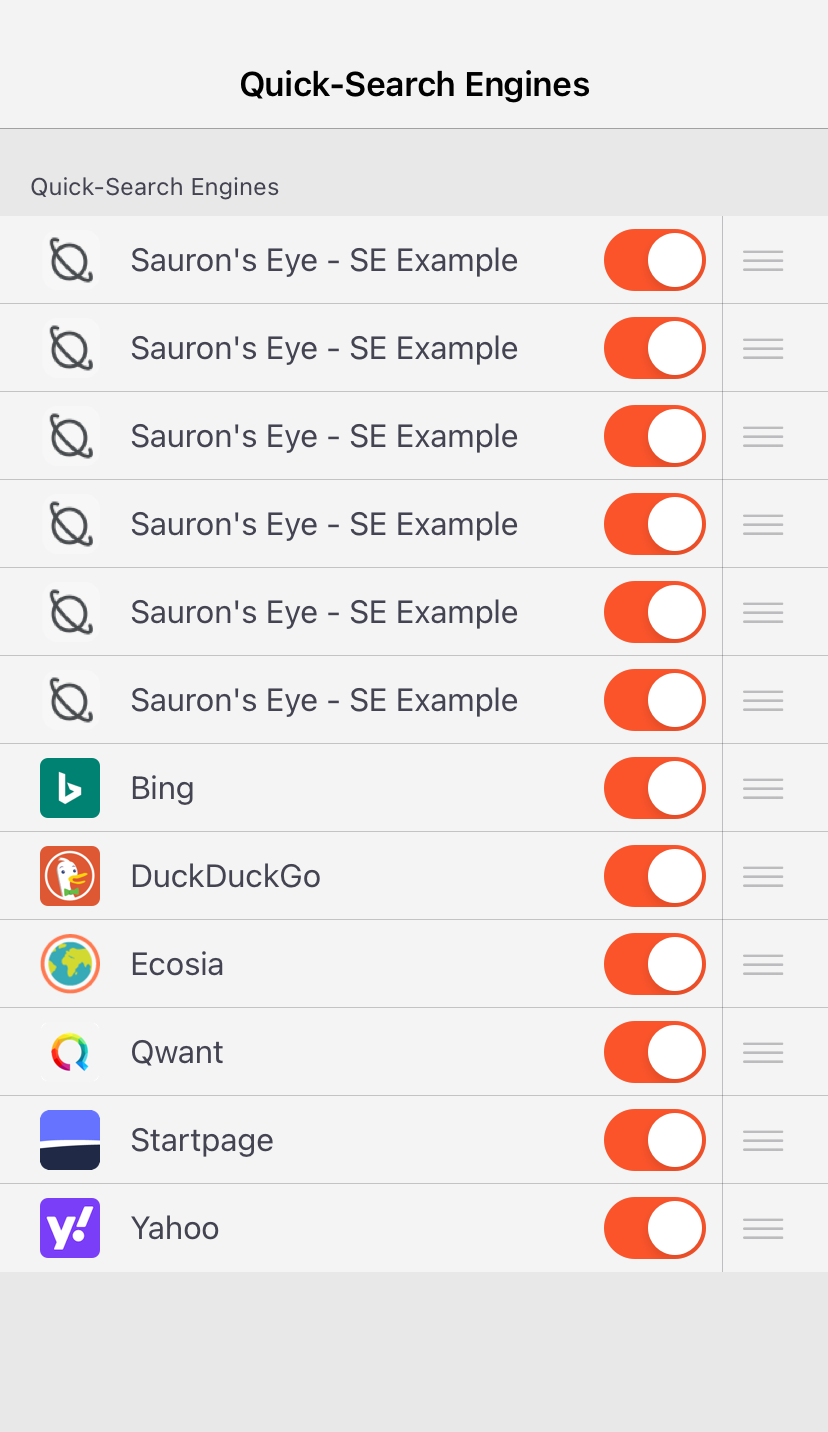 Quick-Search Engines
Quick-Search Engines
Sauron's Eye - SE Example
Sauron's Eye - SE Example
Sauron's Eye - SE Example
Sauron's Eye - SE Example
Sauron's Eye - SE Example
Sauron's Eye - SE Example
Bing
DuckDuckGo
Ecosia
Qwant
Startpage
Yahoo